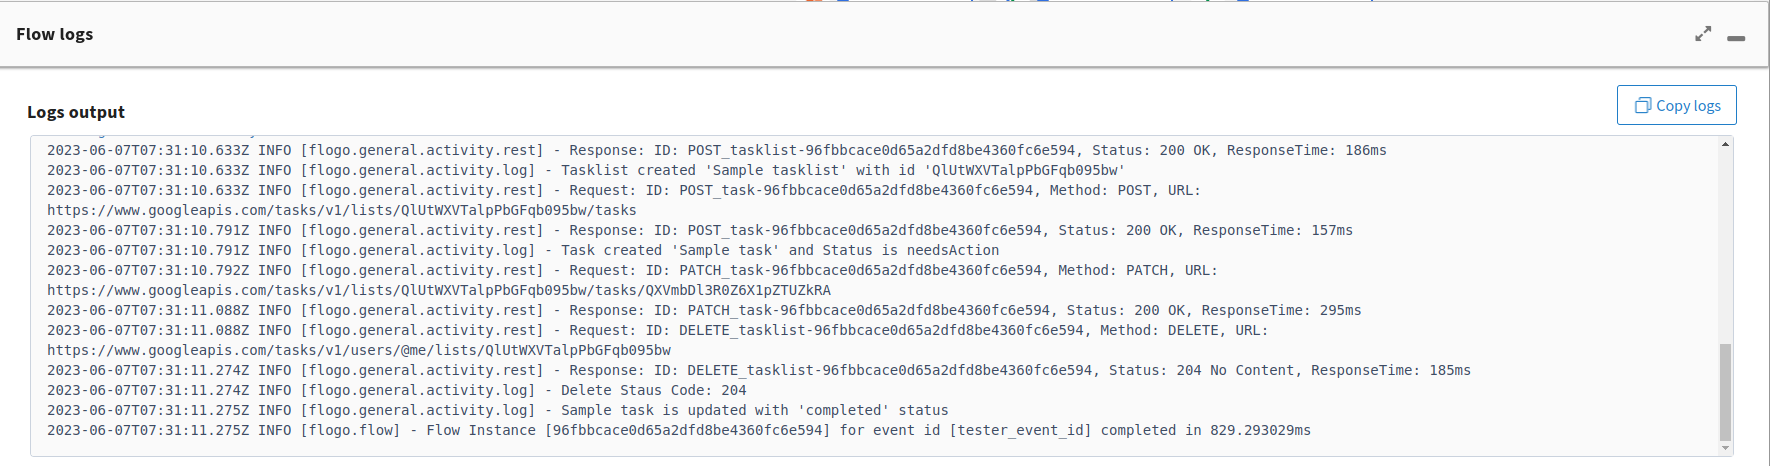 Flow logs
Logs output
Copy logs
2023-06-07T07:31:10.633Z INFO [flogo.general.activity.rest] - Response: ID: POST_tasklist-96fbbcace0d65a2dfd8be4360fc6e594, Status: 200 OK, ResponseTime: 186ms
2023-06-07T07:31:10.633Z INFO [flogo.general.activity.log] - Tasklist created 'Sample tasklist' with id 'QlUtWXVTalpPbGFqb095bw'
2023-06-07T07:31:10.633Z INFO [flogo.general.activity.rest] - Request: ID: POST_task-96fbbcace0d65a2dfd8be4360fc6e594, Method: POST, URL:
https://www.googleapis.com/tasks/v1/lists/QlUtWXVTalpPbGFqb095bw/tasks
2023-06-07T07:31:10.791Z INFO [flogo.general.activity.rest] - Response: ID: POST_task-96fbbcace0d65a2dfd8be4360fc6e594, Status: 200 OK, ResponseTime: 157ms
2023-06-07T07:31:10.791Z INFO [flogo.general.activity.log] - Task created 'Sample task' and Status is needsAction
2023-06-07T07:31:10.792Z INFO [flogo.general.activity.rest] - Request: ID: PATCH_task-96fbbcace0d65a2dfd8be4360fc6e594, Method: PATCH, URL:
https://www.googleapis.com/tasks/v1/lists/QlUtWXVTalpPbGFqb095bw/tasks/QXVmbDl3R0Z6X1pZTUZkRA
2023-06-07T07:31:11.088Z INFO [flogo.general.activity.rest] - Response: ID: PATCH_task-96fbbcace0d65a2dfd8be4360fc6e594, Status: 200 OK, ResponseTime: 295ms
2023-06-07T07:31:11.088Z INFO [flogo.general.activity.rest] - Request: ID: DELETE_tasklist-96fbbcace0d65a2dfd8be4360fc6e594, Method: DELETE, URL:
https://www.googleapis.com/tasks/v1/users/@me/lists/QlUtWXVTalpPbGFqb095bw
2023-06-07T07:31:11.274Z INFO [flogo.general.activity.rest] - Response: ID: DELETE_tasklist-96fbbcace0d65a2dfd8be4360fc6e594, Status: 204 No Content, ResponseTime: 185ms
2023-06-07T07:31:11.274Z INFO [flogo.general.activity.log] - Delete Staus Code: 204
2023-06-07T07:31:11.275Z INFO [flogo.general.activity.log] - Sample task is updated with 'completed' status
2023-06-07T07:31:11.275Z INFO [flogo.flow] - Flow Instance [96fbbcace0d65a2dfd8be4360fc6e594] for event id [tester_event_id] completed in 829.293029ms